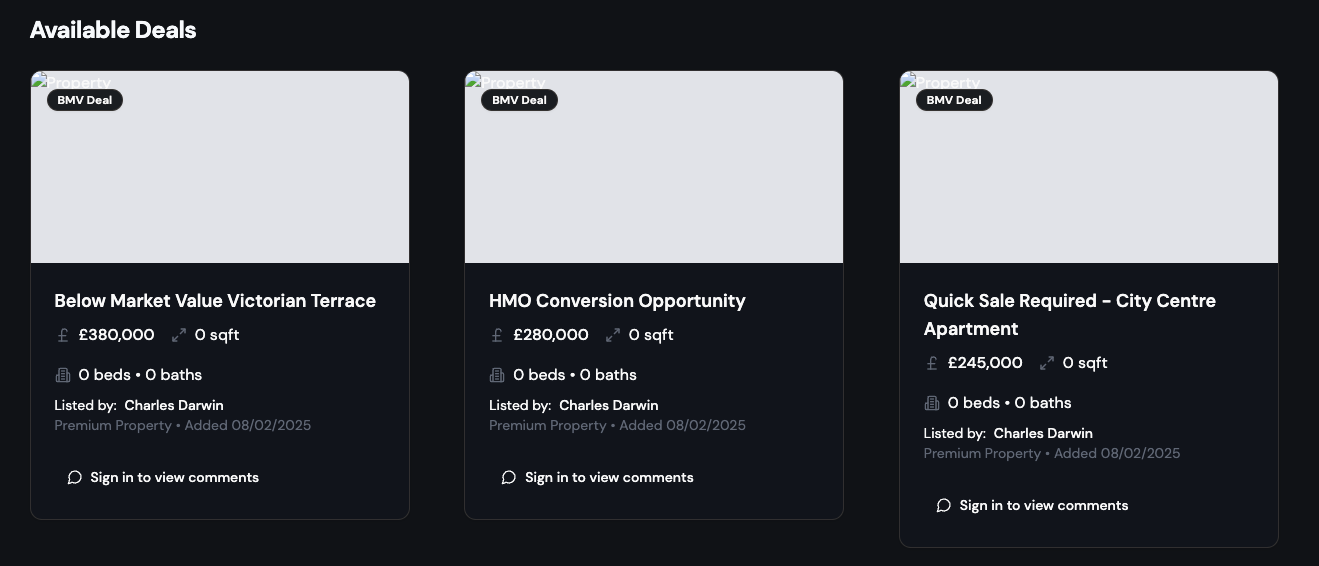 Available Deals
Property
BMV Deal
Below Market Value Victorian Terrace
£380,000 0 sqft
0 beds • 0 baths
Listed by: Charles Darwin
Premium Property • Added 08/02/2025
Sign in to view comments
Property
BMV Deal
HMO Conversion Opportunity
£280,000 0 sqft
0 beds • 0 baths
Listed by: Charles Darwin
Premium Property • Added 08/02/2025
Sign in to view comments
Property
BMV Deal
Quick Sale Required – City Centre
Apartment
£245,000 0 sqft
0 beds • 0 baths
Listed by: Charles Darwin
Premium Property • Added 08/02/2025
Sign in to view comments